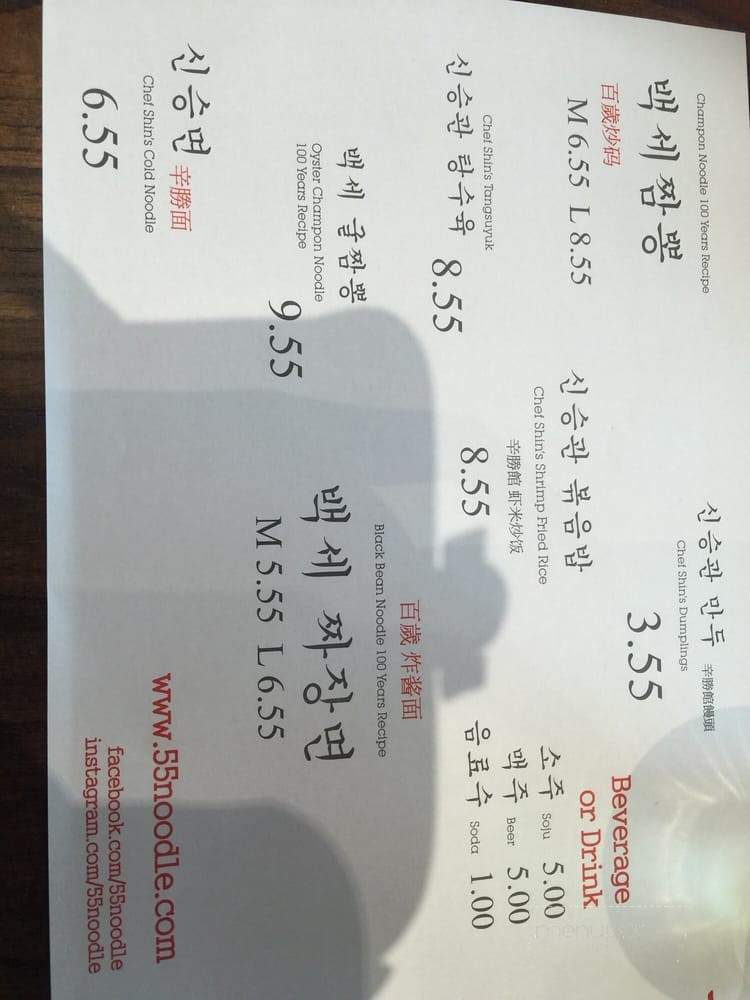 Champon Noodle 100 Years Recipe
백세짬뽕
百歲炒码
M 6.55 L 8.55
Chef Shin's Tangsuyuk
신승관 탕수육
8.55
백세 굴짬뽕
Oyster Champon Noodle
100 Years Recipe
9.55
신승면 辛勝面
Chef Shin's Cold Noodle
6.55
신승관 만두 辛勝館饅頭
Chef Shin's Dumplings
3.55
신승관 볶음밥
Chef Shin's Shrimp Fried Rice
辛勝館 虾米炒饭
8.55
百歲 炸酱面
Black Bean Noodle 100 Years Recipe
백세 짜장면
M 5.55 L 6.55
Beverage
or Drink
소주 Soju 5.00
맥주 Beer 5.00
음료수 Soda 1.00
www.55noodle.com
facebook.com/55noodle
instagram.com/55noodle